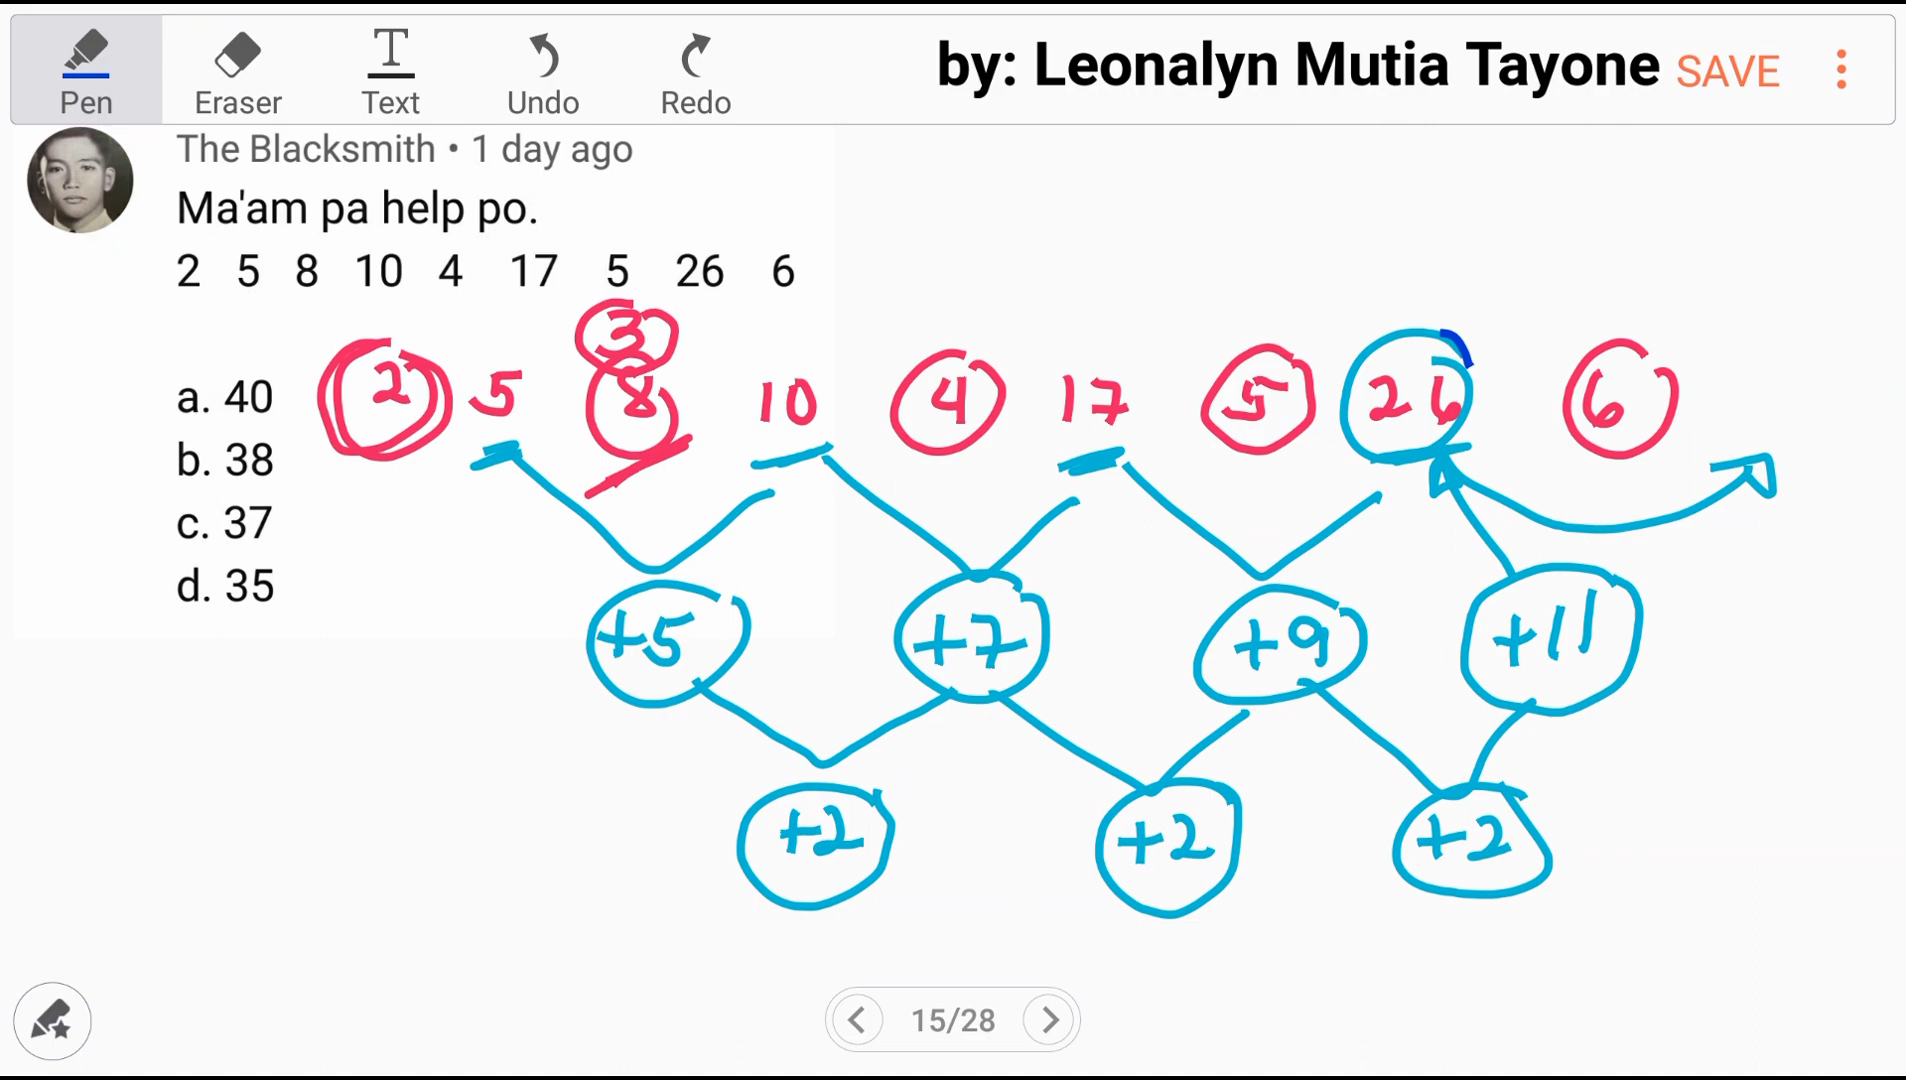 by: Leonalyn Mutia Tayone SAVE
Pen Eraser Text Undo Redo
The Blacksmith • 1 day ago
Ma'am pa help po.
2 5 8 10 4 17 5 26 6
3
2 5 8 10 4 17 5 26 6
a. 40
b. 38
c. 37
d. 35
+5 +7 +9 +11
+2 +2 +2
15/28